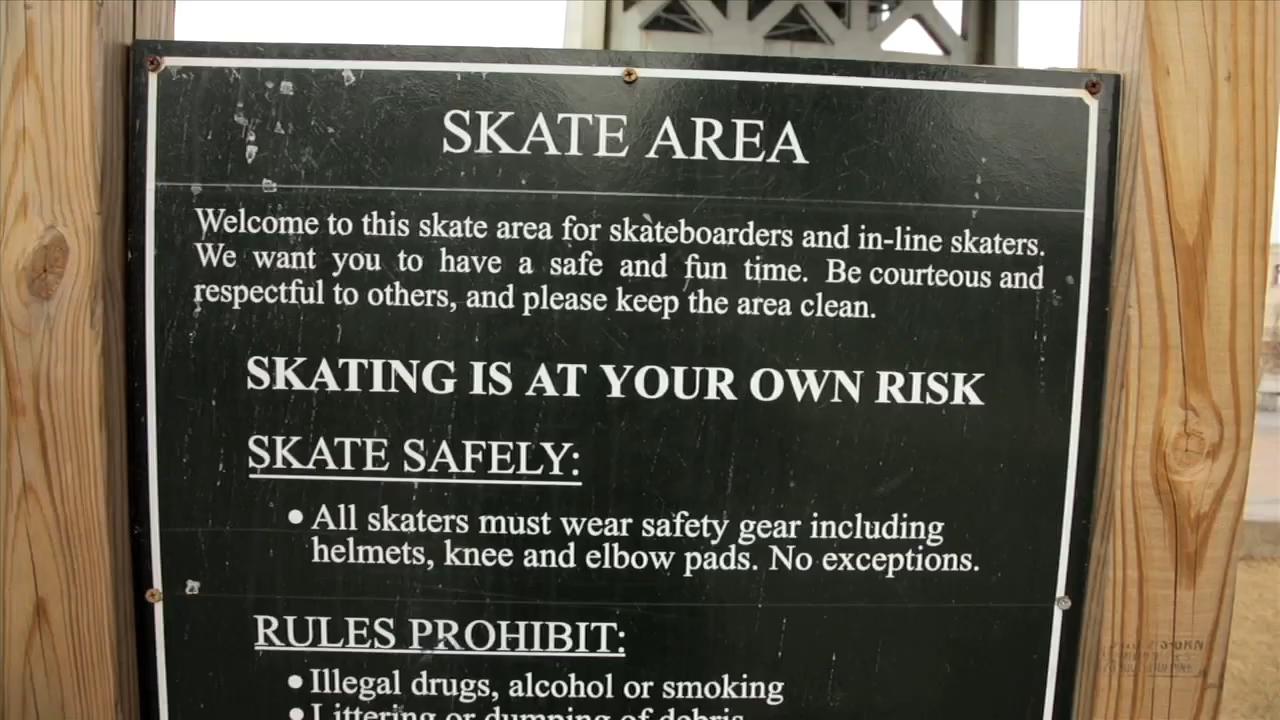 SKATE AREA
Welcome to this skate area for skateboarders and in-line skaters.
We want you to have a safe and fun time. Be courteous and
respectful to others, and please keep the area clean.
SKATING IS AT YOUR OWN RISK
SKATE SAFELY:
• All skaters must wear safety gear including
helmets, knee and elbow pads. No exceptions.
RULES PROHIBIT:
• Illegal drugs, alcohol or smoking
• Littering or dumping of debris